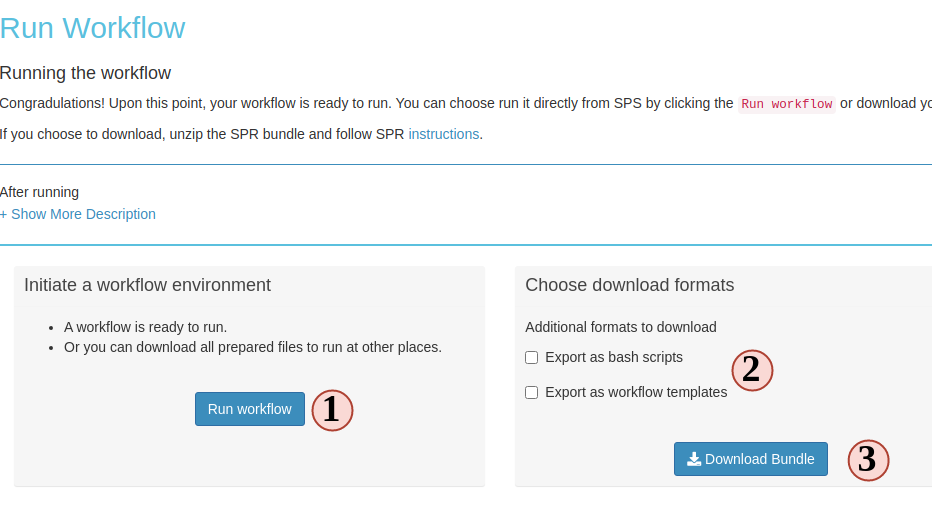 Run Workflow
Running the workflow
Congradulations! Upon this point, your workflow is ready to run. You can choose run it directly from SPS by clicking the Run workflow or download
If you choose to download, unzip the SPR bundle and follow SPR instructions.
After running
+ Show More Description
Initiate a workflow environment
• A workflow is ready to run.
• Or you can download all prepared files to run at other places.
Run workflow
1
Choose download formats
Additional formats to download
Export as bash scripts
Export as workflow templates
2
Download Bundle
3